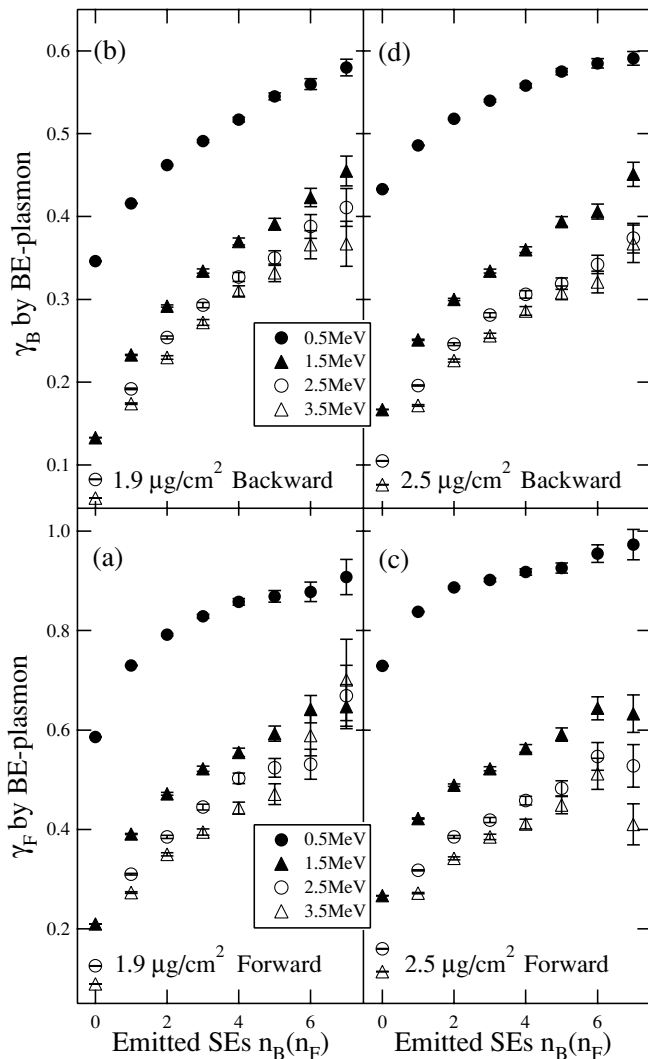 (b)
(d)
0.6
0.5
0.4
0.3
0.2
0.1
γB by BE-plasmon
0.5MeV
1.5MeV
2.5MeV
3.5MeV
1.9 μg/cm² Backward
2.5 μg/cm² Backward
(a)
(c)
1.0
0.8
0.6
0.4
0.2
γF by BE-plasmon
0.5MeV
1.5MeV
2.5MeV
3.5MeV
1.9 μg/cm² Forward
2.5 μg/cm² Forward
0 2 4 6 0 2 4 6
Emitted SEs nB(nF) Emitted SEs nB(nF)